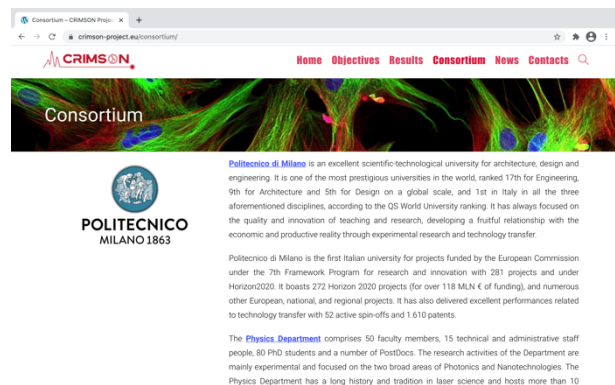 Consortium – CRIMSON Projec
crimson-project.eu/consortium/
CRIMSON
Home Objectives Results Consortium News Contacts
Consortium
POLITECNICO
MILANO 1863
Politecnico di Milano is an excellent scientific-technological university for architecture, design and
engineering. It is one of the most prestigious universities in the world, ranked 17th for Engineering,
9th for Architecture and 5th for Design on a global scale, and 1st in Italy in all the three
aforementioned disciplines, according to the QS World University ranking. It has always focused on
the quality and innovation of teaching and research, developing a fruitful relationship with the
economic and productive reality through experimental research and technology transfer.
Politecnico di Milano is the first Italian university for projects funded by the European Commission
under the 7th Framework Program for research and innovation with 281 projects and under
Horizon2020. It boasts 272 Horizon 2020 projects (for over 118 MLN € of funding), and numerous
other European, national, and regional projects. It has also delivered excellent performances related
to technology transfer with 52 active spin-offs and 1.610 patents.
The Physics Department comprises 50 faculty members, 15 technical and administrative staff
people, 80 PhD students and a number of PostDocs. The research activities of the Department are
mainly experimental and focused on the two broad areas of Photonics and Nanotechnologies. The
Physics Department has a long history and tradition in laser science and hosts more than 10